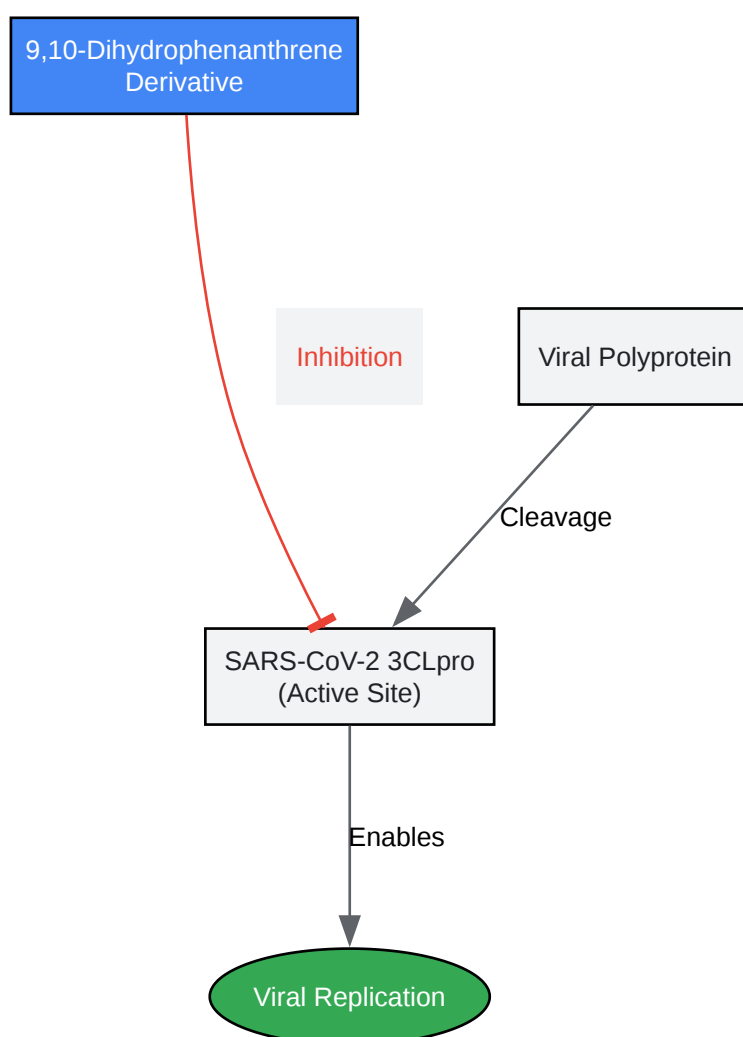 9,10-Dihydrophenanthrene
Derivative
Inhibition
Viral Polyprotein
Cleavage
SARS-CoV-2 3CLpro
(Active Site)
Enables
Viral Replication